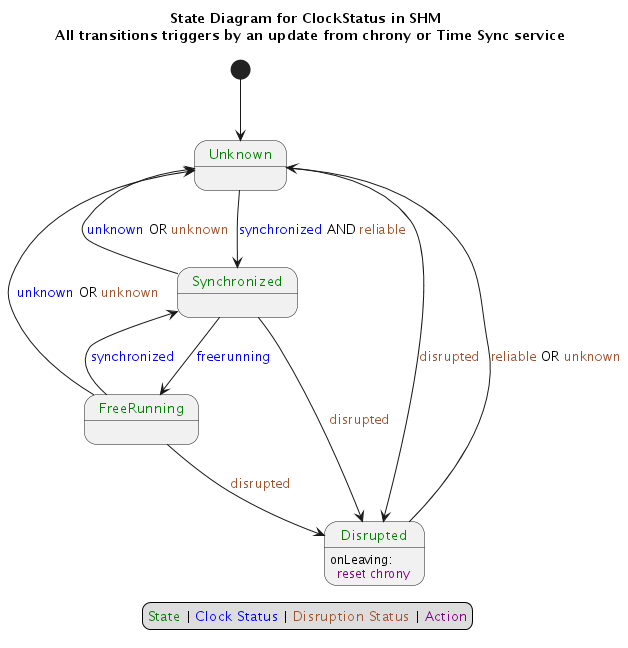 State Diagram for ClockStatus in SHM
All transitions triggers by an update from chrony or Time Sync service
Unknown
unknown OR unknown
synchronized AND reliable
Synchronized
unknown OR unknown
synchronized
freerunning
disrupted
reliable OR unknown
FreeRunning
disrupted
disrupted
Disrupted
onLeaving:
reset chrony
State | Clock Status | Disruption Status | Action